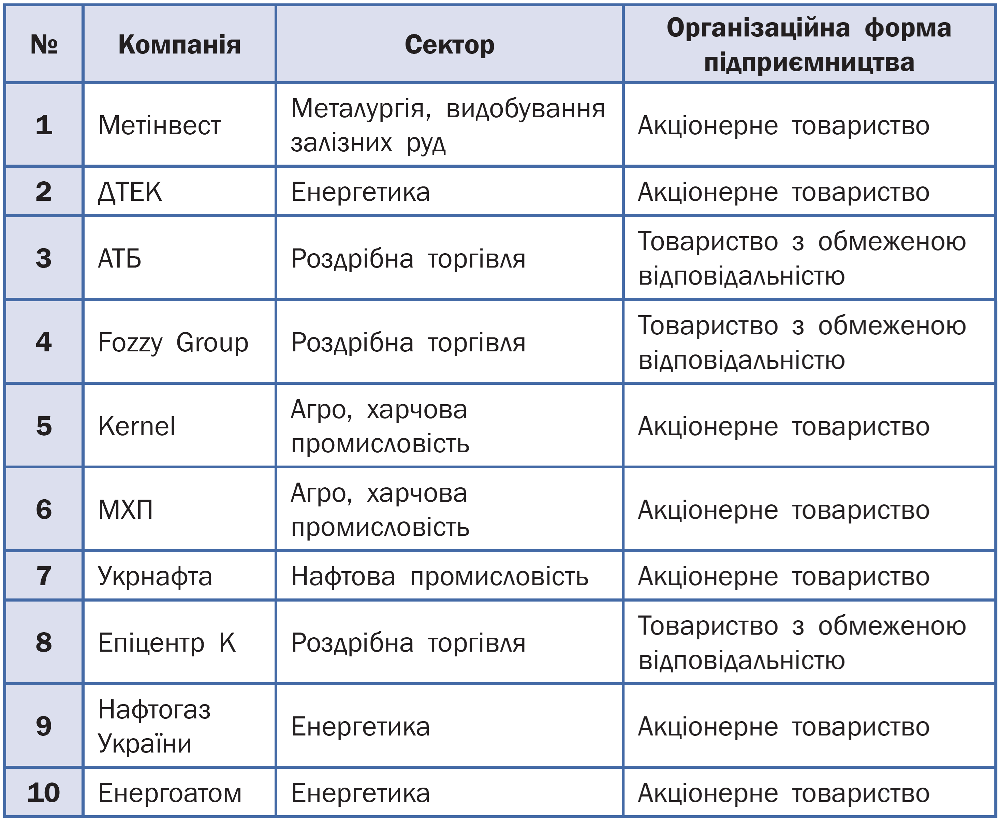 № Компанія Сектор Організаційна форма
підприємництва
1 Метінвест Металургія, видобування
залізних руд Акціонерне товариство
2 ДТЕК Енергетика Акціонерне товариство
3 АТБ Роздрібна торгівля Товариство з обмеженою
відповідальністю
4 Fozzy Group Роздрібна торгівля Товариство з обмеженою
відповідальністю
5 Kernel Агро, харчова
промисловість Акціонерне товариство
6 МХП Агро, харчова
промисловість Акціонерне товариство
7 Укрнафта Нафтова промисловість Акціонерне товариство
8 Епіцентр К Роздрібна торгівля Товариство з обмеженою
відповідальністю
9 Нафтогаз
України Енергетика Акціонерне товариство
10 Енергоатом Енергетика Акціонерне товариство